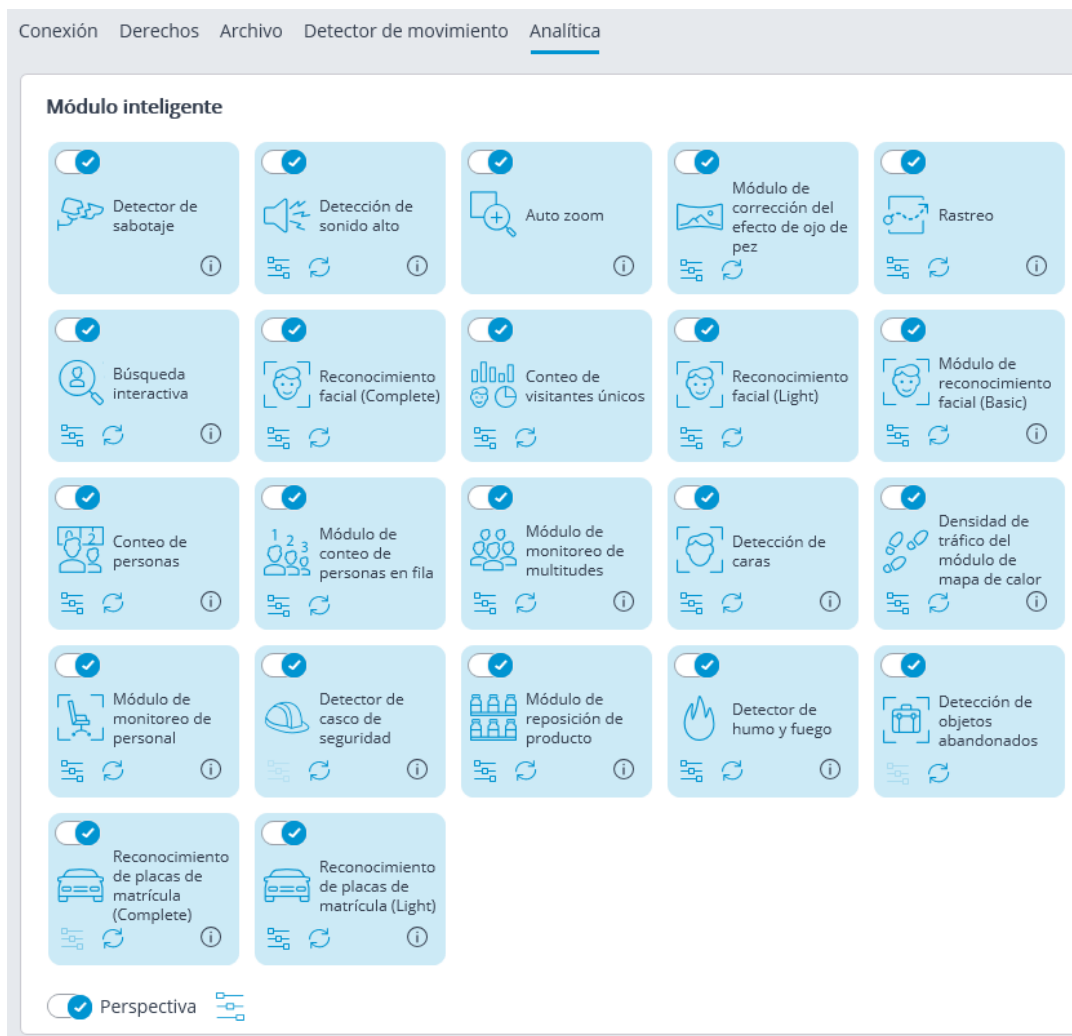 Conexión Derechos Archivo Detector de movimiento Analítica
Módulo inteligente
Detector de
sabotaje
Detección de
sonido alto
Auto zoom
Módulo de
corrección del
efecto de ojo de
pez
Rastreo
Búsqueda
interactiva
Reconocimiento
facial (Complete)
Conteo de
visitantes únicos
Reconocimiento
facial (Light)
Módulo de
reconocimiento
facial (Basic)
Conteo de
personas
1 2 3
Módulo de
conteo de
personas en fila
Módulo de
monitoreo de
multitudes
Detección de
caras
Densidad de
tráfico del
módulo de
mapa de calor
Módulo de
monitoreo de
personal
Detector de
casco de
seguridad
Módulo de
reposición de
producto
Detector de
humo y fuego
Detección de
objetos
abandonados
Reconocimiento
de placas de
matrícula
(Complete)
Reconocimiento
de placas de
matrícula (Light)
Perspectiva